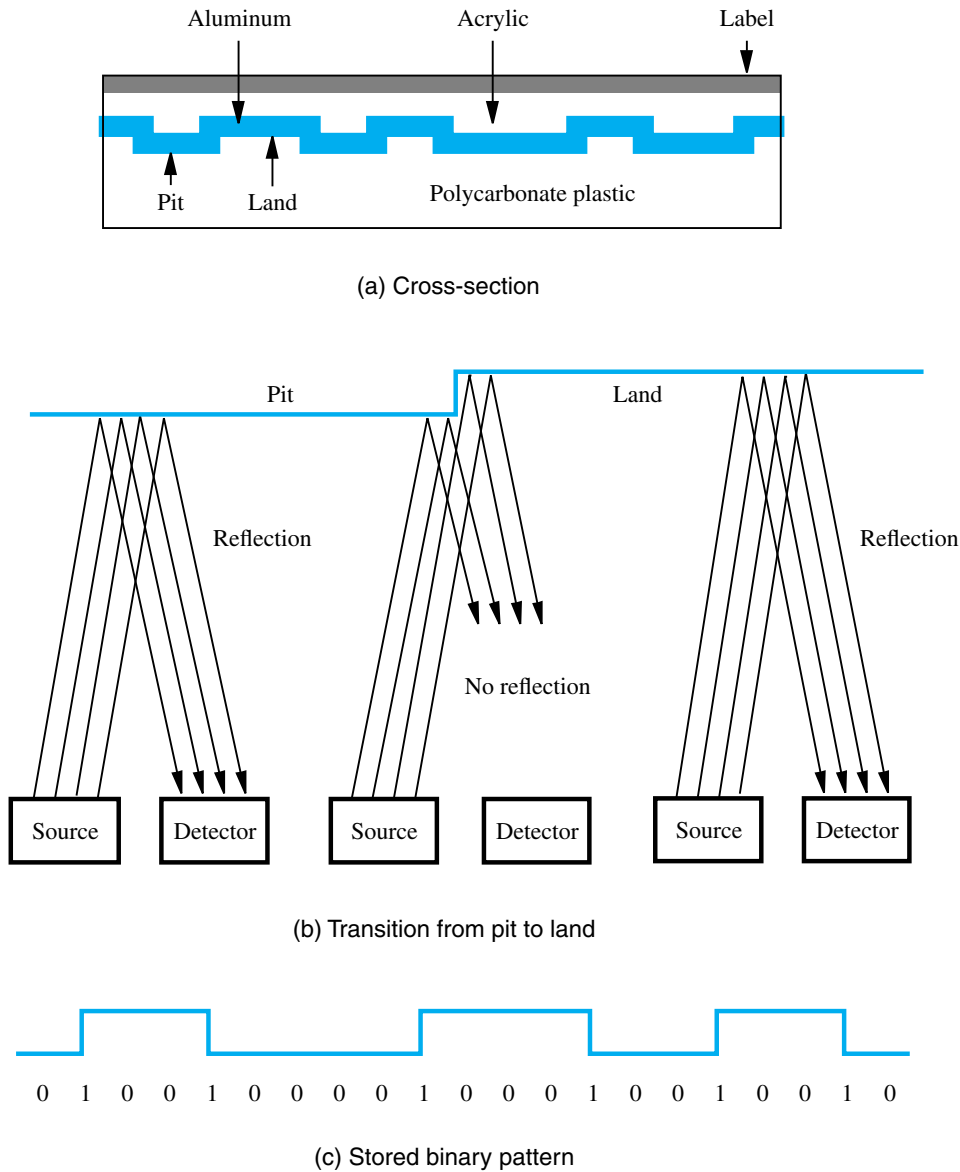 Aluminum Acrylic Label
Pit Land Polycarbonate plastic
(a) Cross-section
Pit Land
Reflection Reflection
No reflection
Source Detector Source Detector Source Detector
(b) Transition from pit to land
0 1 0 0 1 0 0 0 0 1 0 0 0 1 0 0 1 0 0 1 0
(c) Stored binary pattern